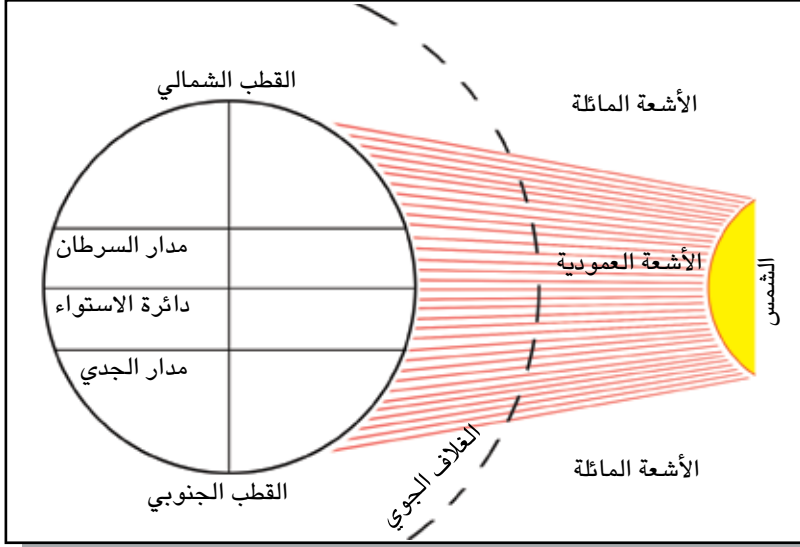 القطب الشمالي
الأشعة المائلة
مدار السرطان
الأشعة العمودية
الشمس
دائرة الاستواء
مدار الجدي
الغلاف الجوي
الأشعة المائلة
القطب الجنوبي